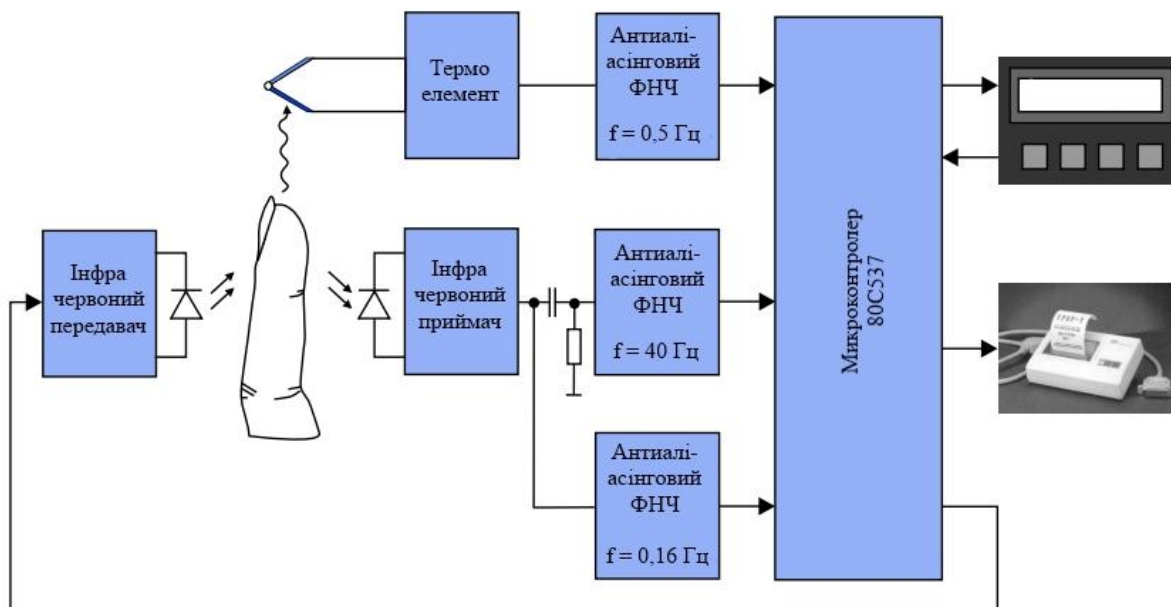 Термо
елемент
Антиалі-
асінговий
ФНЧ
f = 0,5 Гц
Інфра
червоний
передавач
Інфра
червоний
приймач
Антиалі-
асінговий
ФНЧ
f = 40 Гц
Антиалі-
асінговий
ФНЧ
f = 0,16 Гц
Микроконтролер
80С537